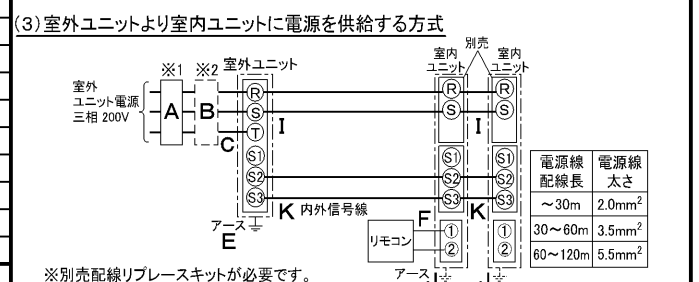 (3)室外ユニットより室内ユニットに電源を供給する方式
※1 ※2 室外ユニット
室内
ユニット
別売
室内
ユニット
室外
ユニット電源
三相 200V
A
B
C
R
S
T
S1
S2
S3
I
K 内外信号線
アース
E
R
S
S1
S2
S3
I
K
R
S
S1
S2
S3
F
リモコン
①
②
①
②
アース
電源線
配線長
電源線
太さ
～30m 2.0mm²
30～60m 3.5mm²
60～120m 5.5mm²
※別売配線リプレースキットが必要です。